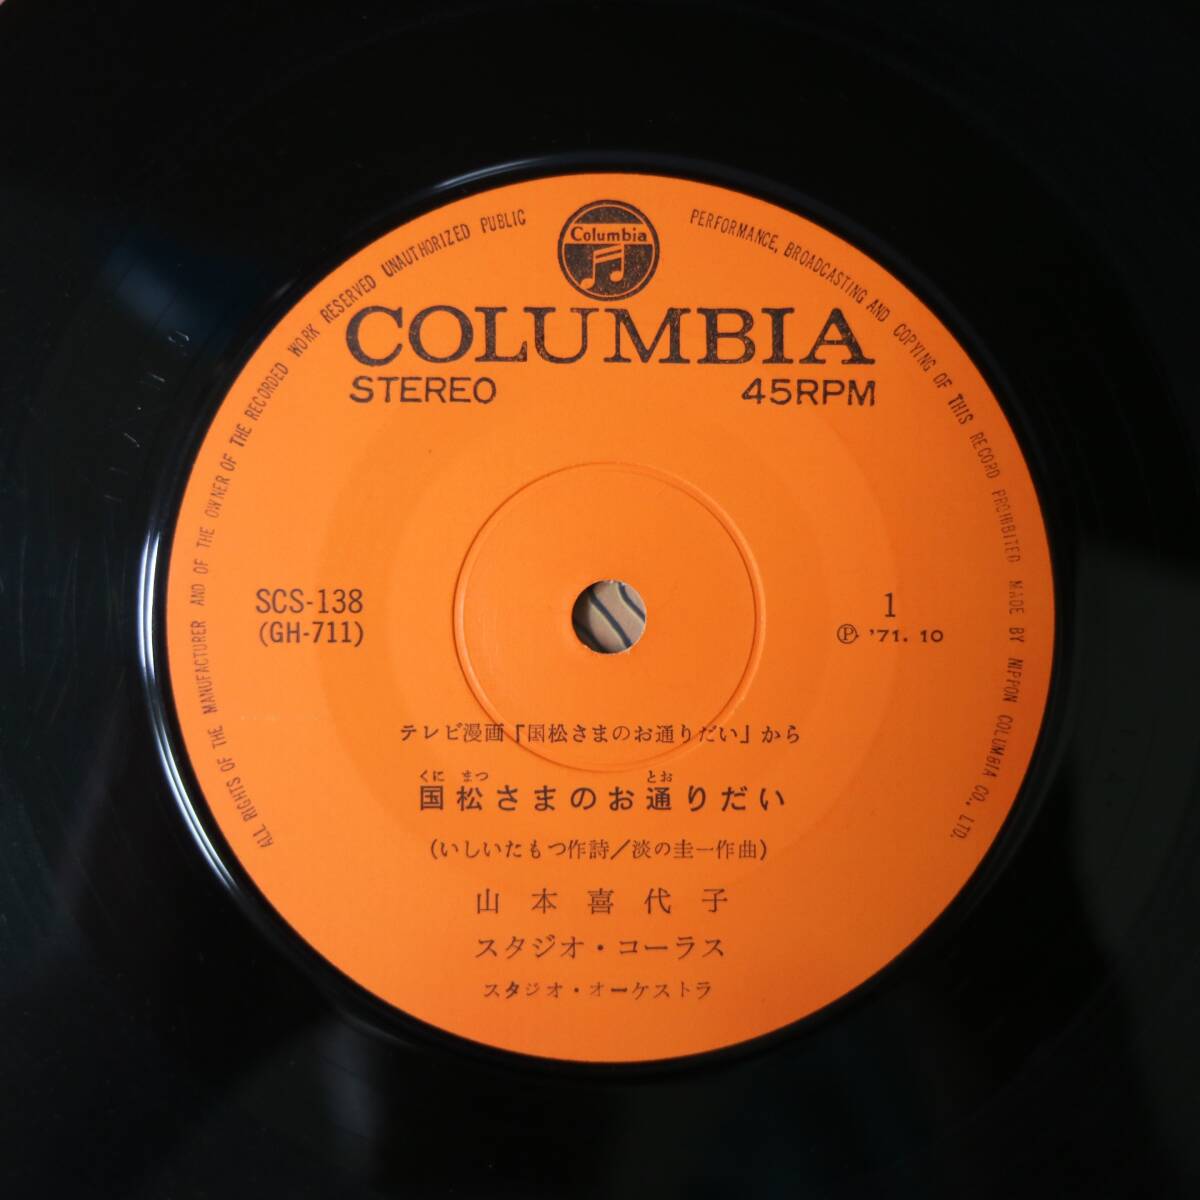 Columbia
COLUMBIA
STEREO 45RPM
SCS-138
(GH-711)
1
Ⓟ '71. 10
テレビ漫画『国松さまのお通りだい』から
くに まつ とお
国松さまのお通りだい
(いしいたもつ作詩/淡の圭一作曲)
山本喜代子
スタジオ・コーラス
スタジオ・オーケストラ
ALL RIGHTS OF THE MANUFACTURER AND OF THE OWNER OF THE RECORDED WORK RESERVED UNAUTHORIZED PUBLIC PERFORMANCE, BROADCASTING AND COPYING OF THIS RECORD PROHIBITED MADE BY NIPPON COLUMBIA CO., LTD.